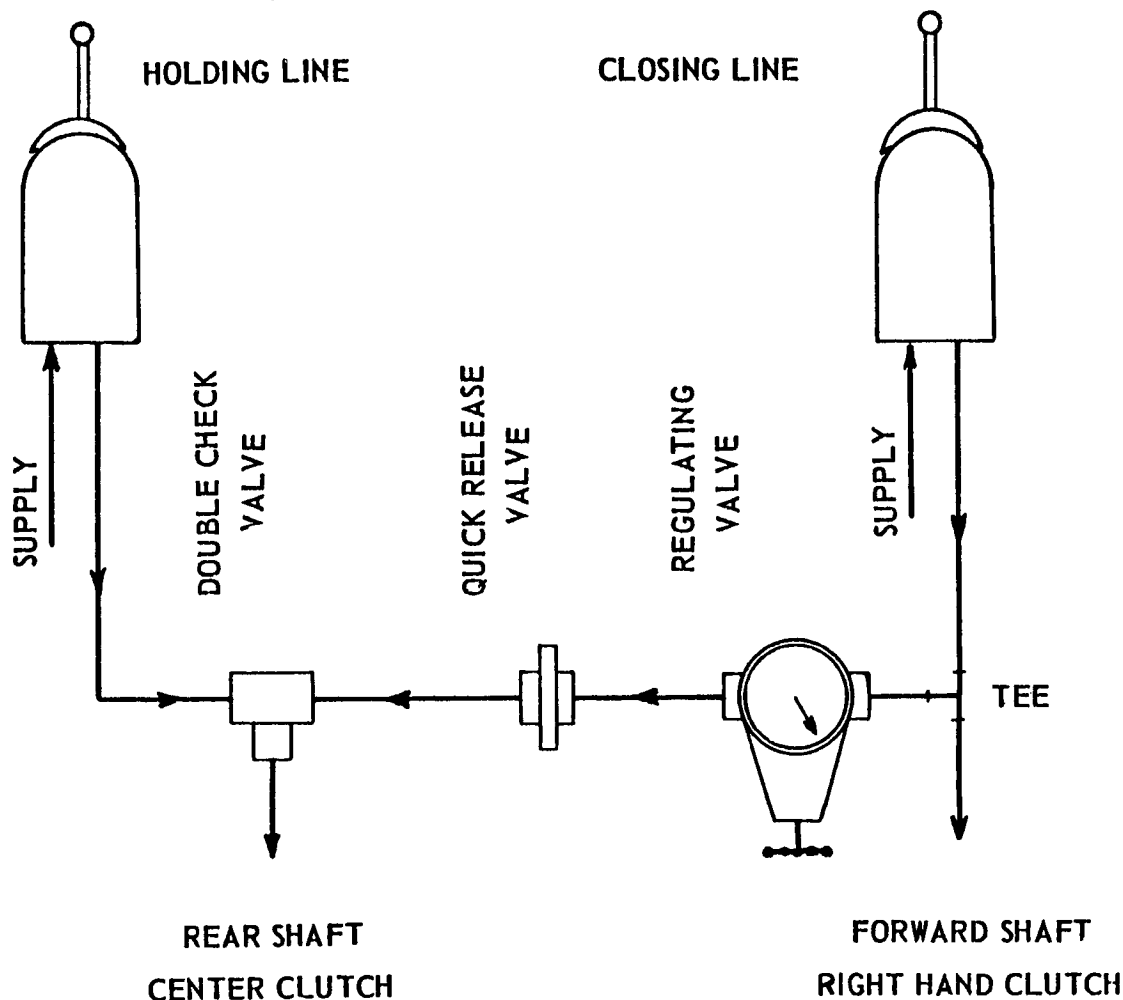 HOLDING LINE
CLOSING LINE
SUPPLY
DOUBLE CHECK
VALVE
QUICK RELEASE
VALVE
REGULATING
VALVE
SUPPLY
TEE
REAR SHAFT
CENTER CLUTCH
FORWARD SHAFT
RIGHT HAND CLUTCH